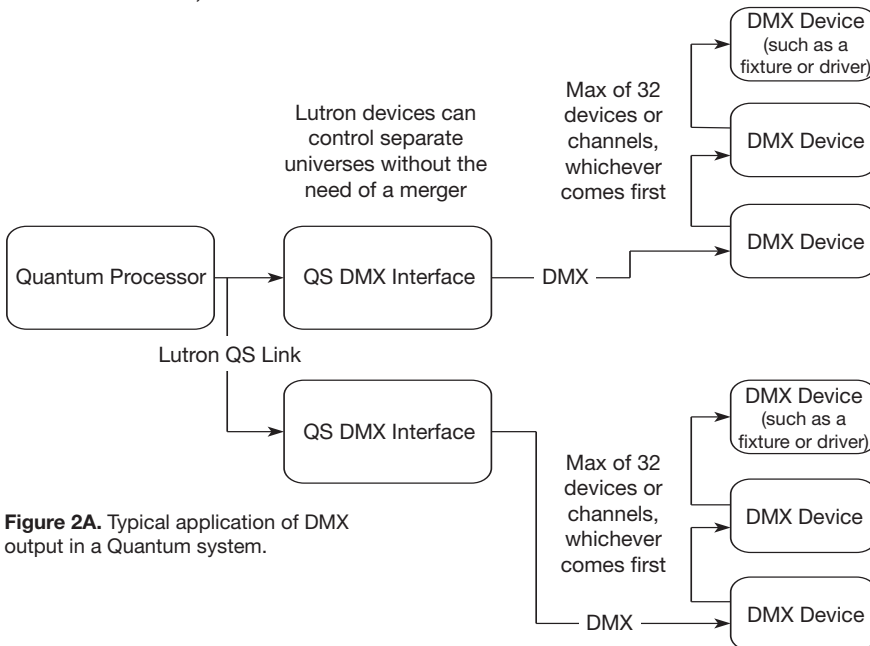 DMX Device
(such as a
fixture or driver)
Max of 32
devices or
channels,
whichever
comes first
Lutron devices can
control separate
universes without the
need of a merger
DMX Device
DMX Device
Quantum Processor
QS DMX Interface
DMX
Lutron QS Link
QS DMX Interface
DMX Device
(such as a
fixture or driver)
Max of 32
devices or
channels,
whichever
comes first
DMX Device
Figure 2A. Typical application of DMX
output in a Quantum system.
DMX
DMX Device